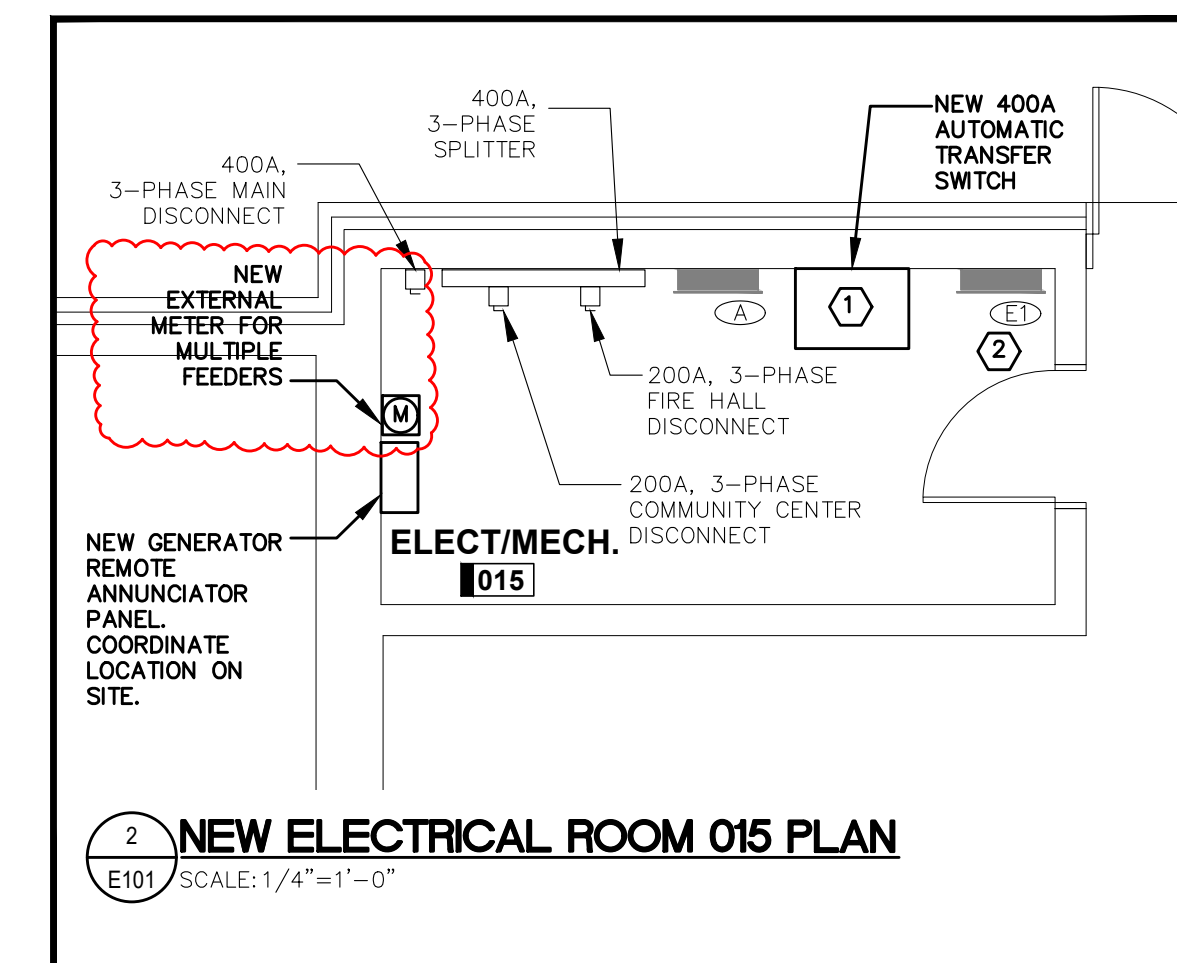 400A,
3-PHASE
SPLITTER
NEW 400A
AUTOMATIC
TRANSFER
SWITCH
400A,
3-PHASE MAIN
DISCONNECT
NEW
EXTERNAL
METER FOR
MULTIPLE
FEEDERS
A
1
E1
2
M
200A, 3-PHASE
FIRE HALL
DISCONNECT
200A, 3-PHASE
COMMUNITY CENTER
DISCONNECT
NEW GENERATOR
REMOTE
ANNUNCIATOR
PANEL.
COORDINATE
LOCATION ON
SITE.
ELECT/MECH.
015
2
E101
NEW ELECTRICAL ROOM 015 PLAN
SCALE: 1/4"=1'-0"